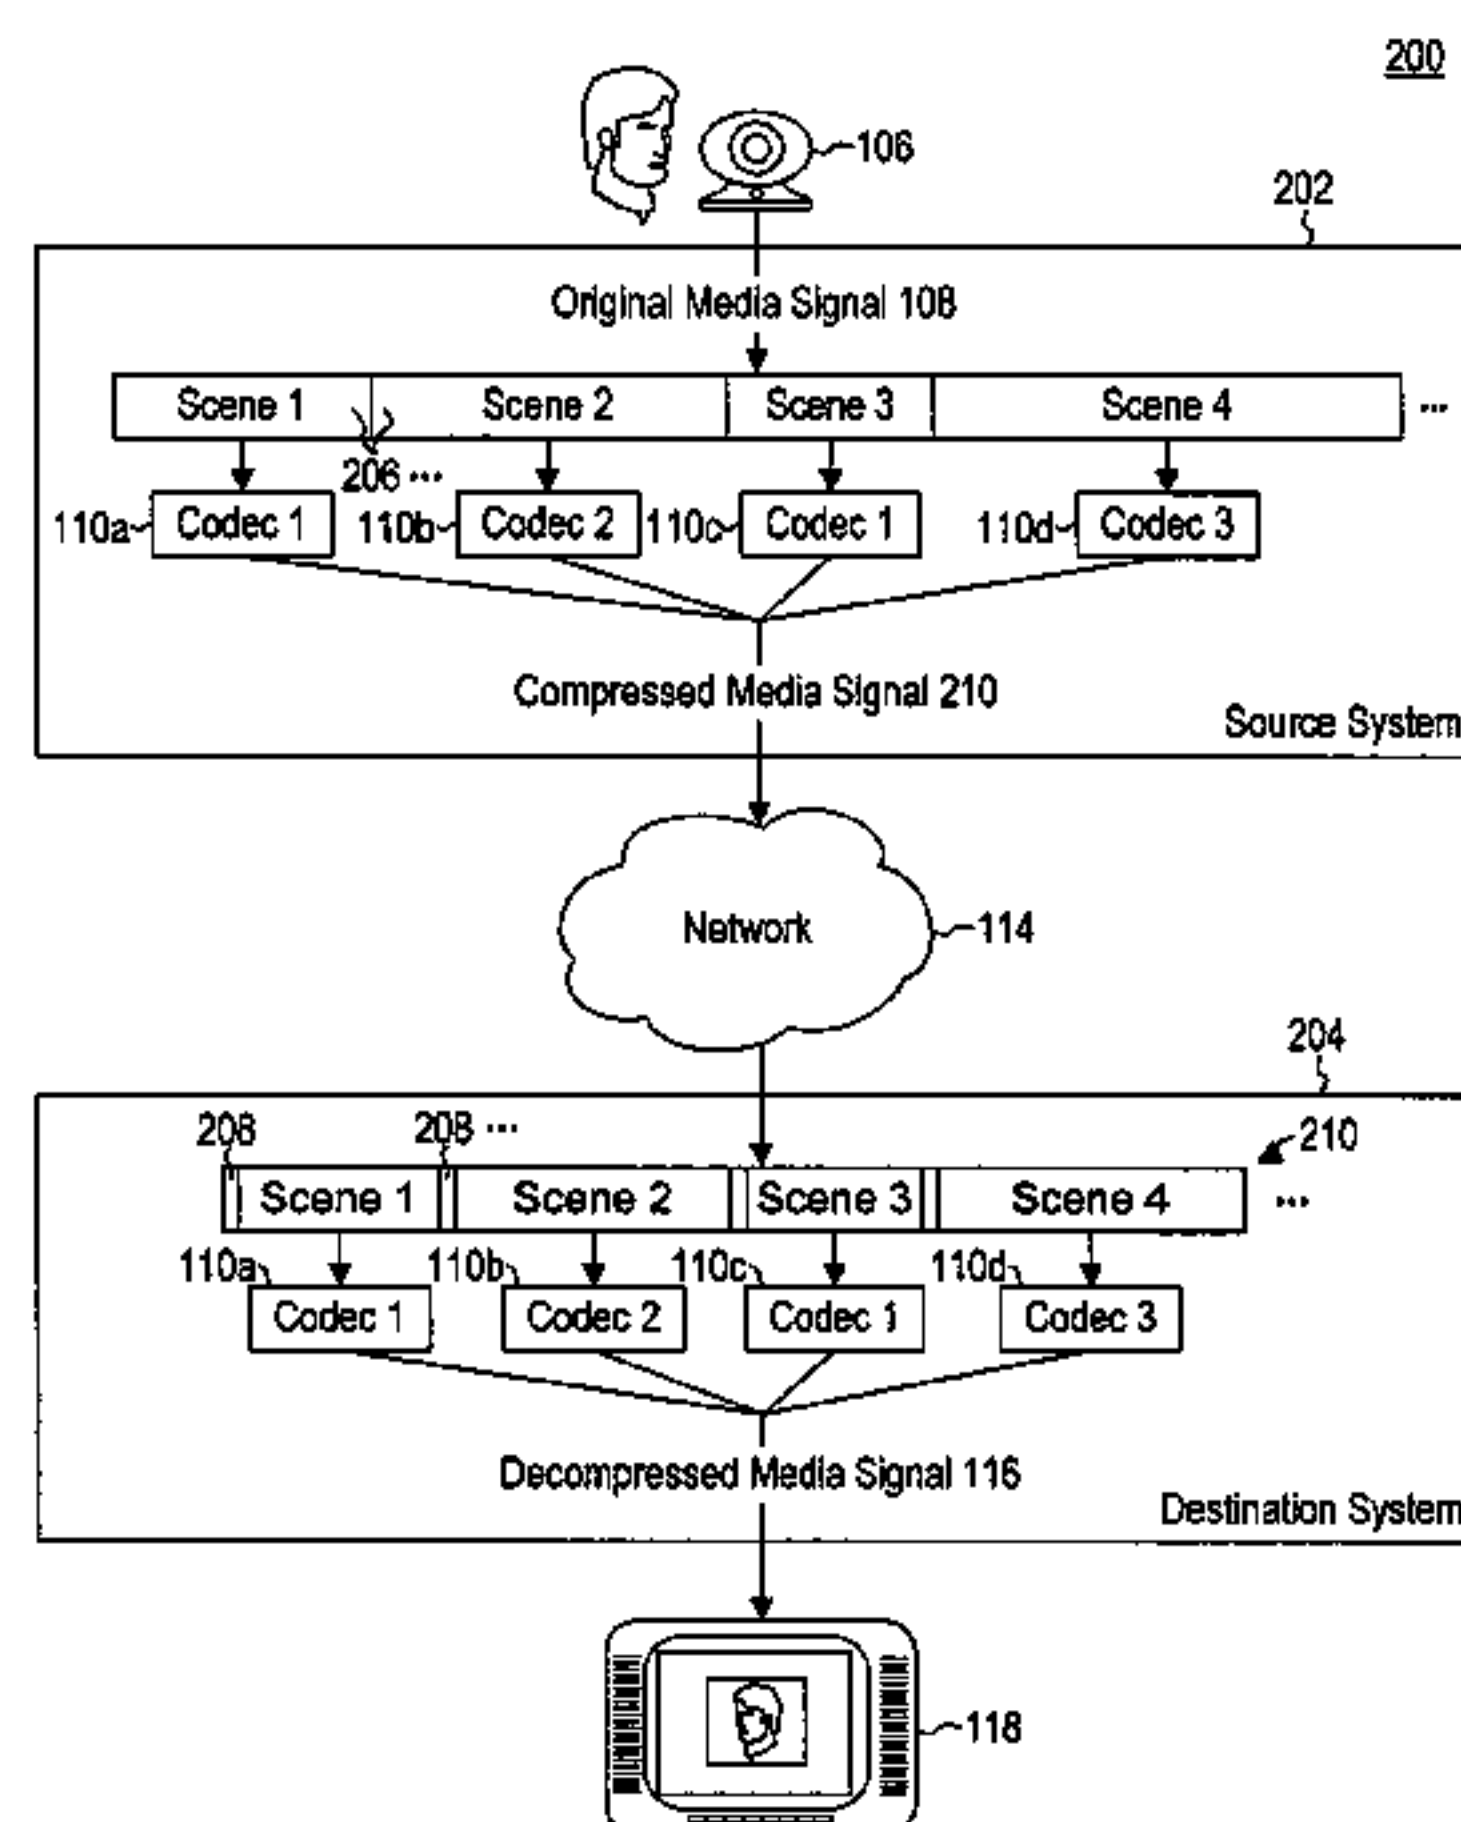 200
106
202
Original Media Signal 108
Scene 1 Scene 2 Scene 3 Scene 4 ...
206 ...
110a Codec 1 110b Codec 2 110c Codec 1 110d Codec 3
Compressed Media Signal 210
Source System
Network
114
204
208 208 ... 210
Scene 1 Scene 2 Scene 3 Scene 4 ...
110a 110b 110c 110d
Codec 1 Codec 2 Codec 1 Codec 3
Decompressed Media Signal 116
Destination System
118